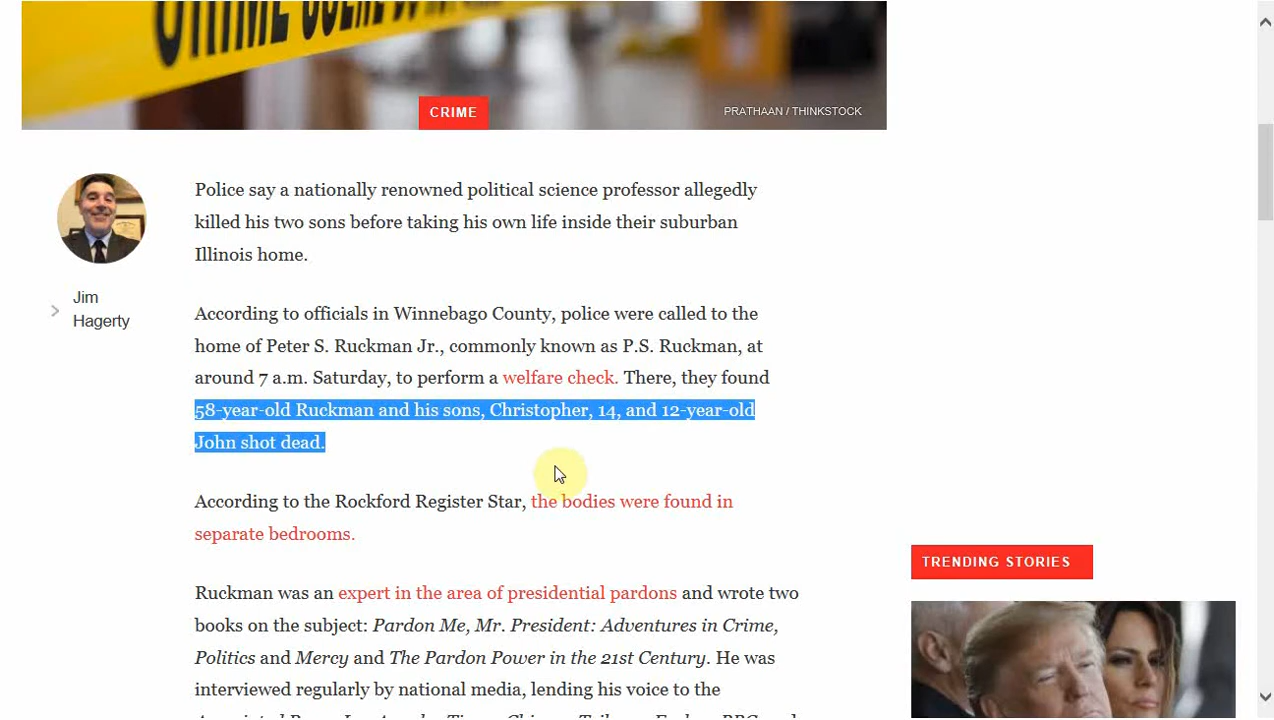 CRIME SCENE DO NOT
CRIME
PRATHAAN / THINKSTOCK
Police say a nationally renowned political science professor allegedly
killed his two sons before taking his own life inside their suburban
Illinois home.
Jim
Hagerty
According to officials in Winnebago County, police were called to the
home of Peter S. Ruckman Jr., commonly known as P.S. Ruckman, at
around 7 a.m. Saturday, to perform a welfare check. There, they found
58-year-old Ruckman and his sons, Christopher, 14, and 12-year-old
John shot dead.
According to the Rockford Register Star, the bodies were found in
separate bedrooms.
TRENDING STORIES
Ruckman was an expert in the area of presidential pardons and wrote two
books on the subject: Pardon Me, Mr. President: Adventures in Crime,
Politics and Mercy and The Pardon Power in the 21st Century. He was
interviewed regularly by national media, lending his voice to the